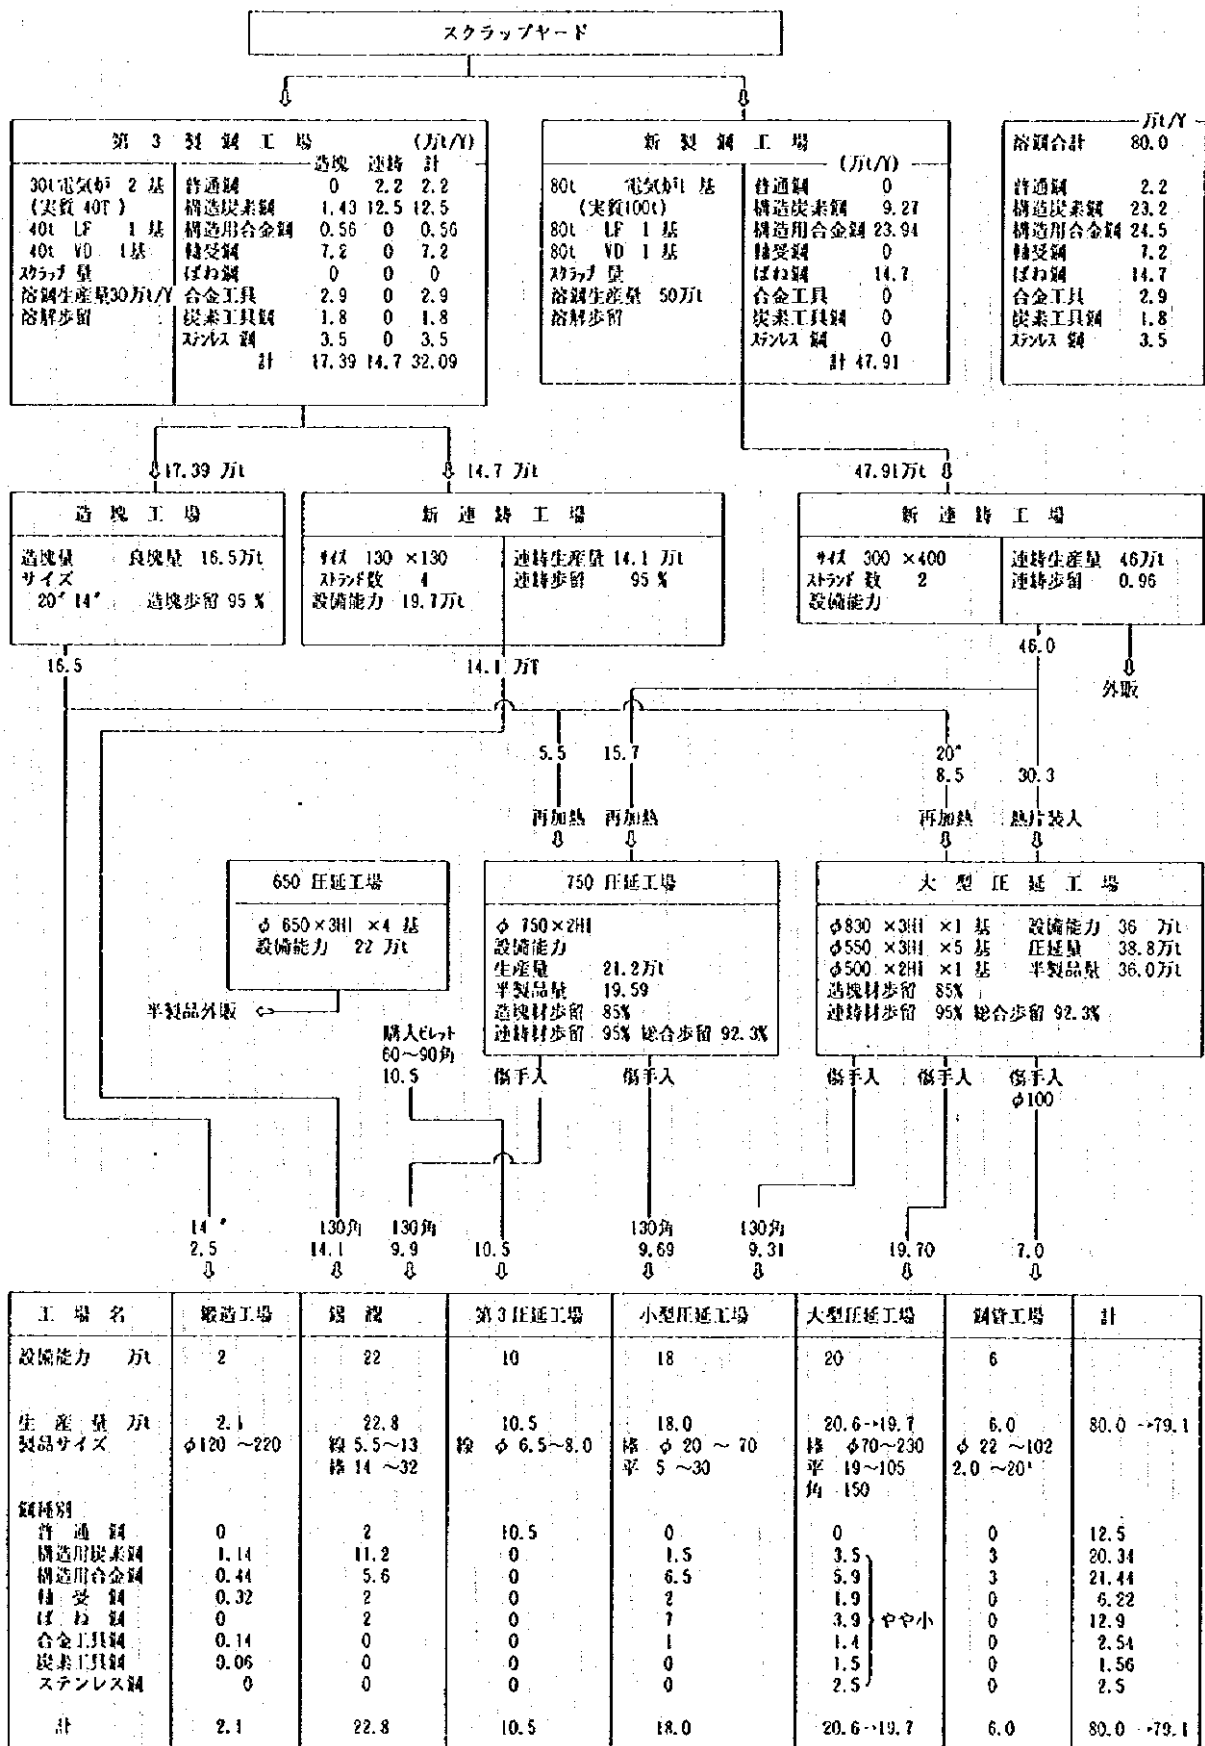 スクラップヤード
第 3 製 鋼 工 場 (万t/Y)
造塊 連鋳 計
30t電気炉 2 基 普通鋼 0 2.2 2.2
(実質 40T ) 構造炭素鋼 1.43 12.5 12.5
40t LF 1 基 構造用合金鋼 0.56 0 0.56
40t VD 1基 軸受鋼 7.2 0 7.2
スクラップ 量 ばね鋼 0 0 0
溶鋼生産量30万t/Y 合金工具 2.9 0 2.9
溶解歩留 炭素工具鋼 1.8 0 1.8
ステンレス 鋼 3.5 0 3.5
計 17.39 14.7 32.09
新 製 鋼 工 場
(万t/Y)
80t 電気炉1 基 普通鋼 0
(実質100t) 構造炭素鋼 9.27
80t LF 1 基 構造用合金鋼 23.94
80t VD 1 基 軸受鋼 0
スクラップ 量 ばね鋼 14.7
溶鋼生産量 50万t 合金工具 0
溶解歩留 炭素工具鋼 0
ステンレス 鋼 0
計 47.91
万t/Y
溶鋼合計 80.0
普通鋼 2.2
構造炭素鋼 23.2
構造用合金鋼 24.5
軸受鋼 7.2
ばね鋼 14.7
合金工具 2.9
炭素工具鋼 1.8
ステンレス 鋼 3.5
17.39 万t 14.7 万t 47.91万t
造 塊 工 場
造塊量 良塊量 16.5万t
サイズ
20" 14" 造塊歩留 95 %
新 連 鋳 工 場
サイズ 130 ×130 連鋳生産量 14.1 万t
ストランド数 4 連鋳歩留 95 %
設備能力 19.7万t
新 連 鋳 工 場
サイズ 300 ×400 連鋳生産量 46万t
ストランド 数 2 連鋳歩留 0.96
設備能力
16.5 14.1 万T 46.0
外販
5.5 15.7 20" 8.5 30.3
再加熱 再加熱 再加熱 熱片装入
650 圧延工場
φ 650×3HI ×4 基
設備能力 22 万t
半製品外販
750 圧延工場
φ 750×2HI
設備能力
生産量 21.2万t
半製品量 19.59
造塊材歩留 85%
連鋳材歩留 95% 総合歩留 92.3%
大 型 圧 延 工 場
φ830 ×3HI ×1 基 設備能力 36 万t
φ550 ×3HI ×5 基 圧延量 38.8万t
φ500 ×2HI ×1 基 半製品量 36.0万t
造塊材歩留 85%
連鋳材歩留 95% 総合歩留 92.3%
購入ビレット
60～90角
10.5
傷手入 傷手入 傷手入 傷手入 傷手入
φ100
14 " 130角 130角 130角 130角
2.5 14.1 9.9 10.5 9.69 9.31 19.70 7.0
工 場 名 鍛造工場 線 棒 第3圧延工場 小型圧延工場 大型圧延工場 鋼管工場 計
設備能力 万t 2 22 10 18 20 6
生 産 量 万t 2.1 22.8 10.5 18.0 20.6→19.7 6.0 80.0 →79.1
製品サイズ φ120 ～220 線 5.5～13 線 φ 6.5～8.0 棒 φ 20 ～ 70 棒 φ70～230 φ 22 ～102
棒 14 ～32 平 5 ～30 平 19～105 2.0 ～20t
角 150
鋼種別
普 通 鋼 0 2 10.5 0 0 0 12.5
構造用炭素鋼 1.14 11.2 0 1.5 3.5 3 20.34
構造用合金鋼 0.44 5.6 0 6.5 5.9 3 21.44
軸 受 鋼 0.32 2 0 2 1.9 0 6.22
ば ね 鋼 0 2 0 7 3.9 やや小 0 12.9
合金工具鋼 0.14 0 0 1 1.4 0 2.54
炭素工具鋼 0.06 0 0 0 1.5 0 1.56
ステンレス鋼 0 0 0 0 2.5 0 2.5
計 2.1 22.8 10.5 18.0 20.6→19.7 6.0 80.0 →79.1